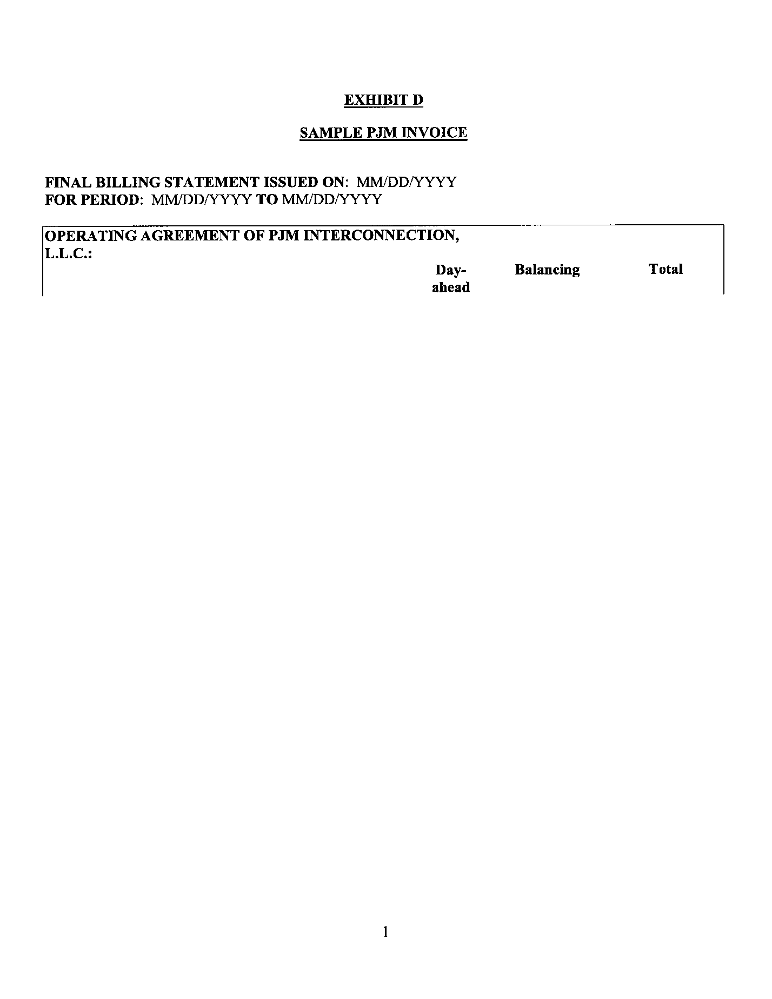 EXHIBIT D
SAMPLE PJM INVOICE
FINAL BILLING STATEMENT ISSUED ON: MM/DD/YYYY
FOR PERIOD: MM/DD/YYYY TO MM/DD/YYYY
OPERATING AGREEMENT OF PJM INTERCONNECTION,
L.L.C.:
Day- Balancing Total
ahead
1